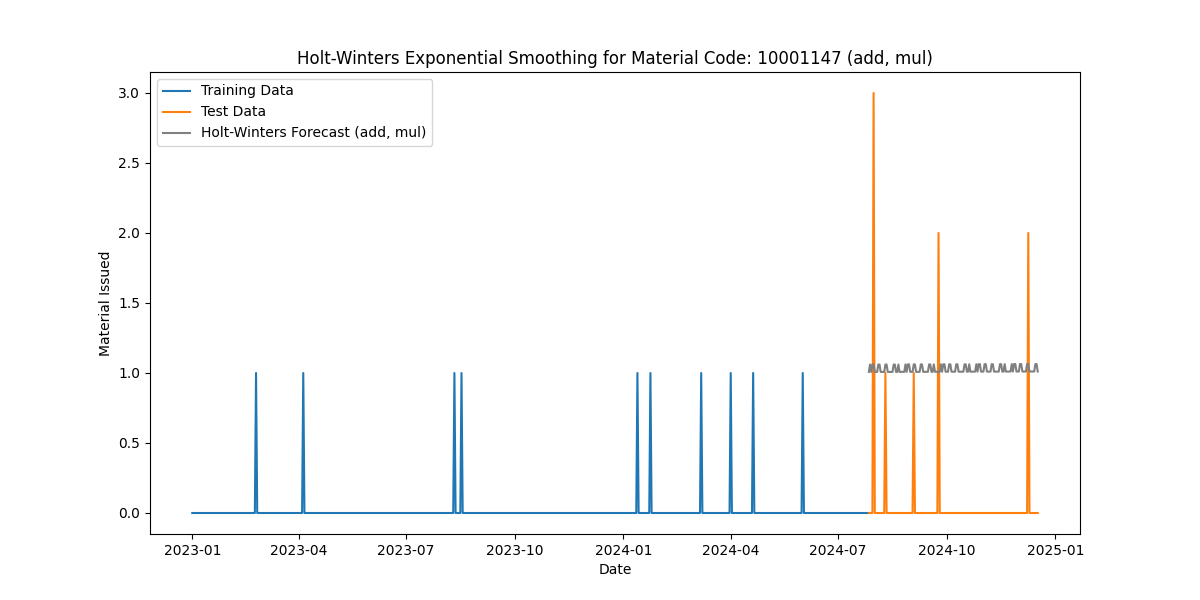 Holt-Winters Exponential Smoothing for Material Code: 10001147 (add, mul)
Training Data
Test Data
Holt-Winters Forecast (add, mul)
Material Issued
3.0
2.5
2.0
1.5
1.0
0.5
0.0
2023-01 2023-04 2023-07 2023-10 2024-01 2024-04 2024-07 2024-10 2025-01
Date